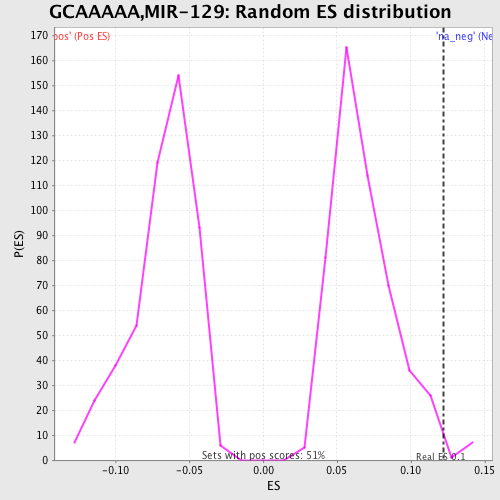 GCAAAAA,MIR-129: Random ES distribution
pos' (Pos ES)
'na_neg' (Ne
170
160
150
140
130
120
110
100
90
80
70
60
50
40
30
20
10
0
P(ES)
Sets with pos scores: 51%
Real ES 0.1
-0.10 -0.05 0.00 0.05 0.10 0.15
ES